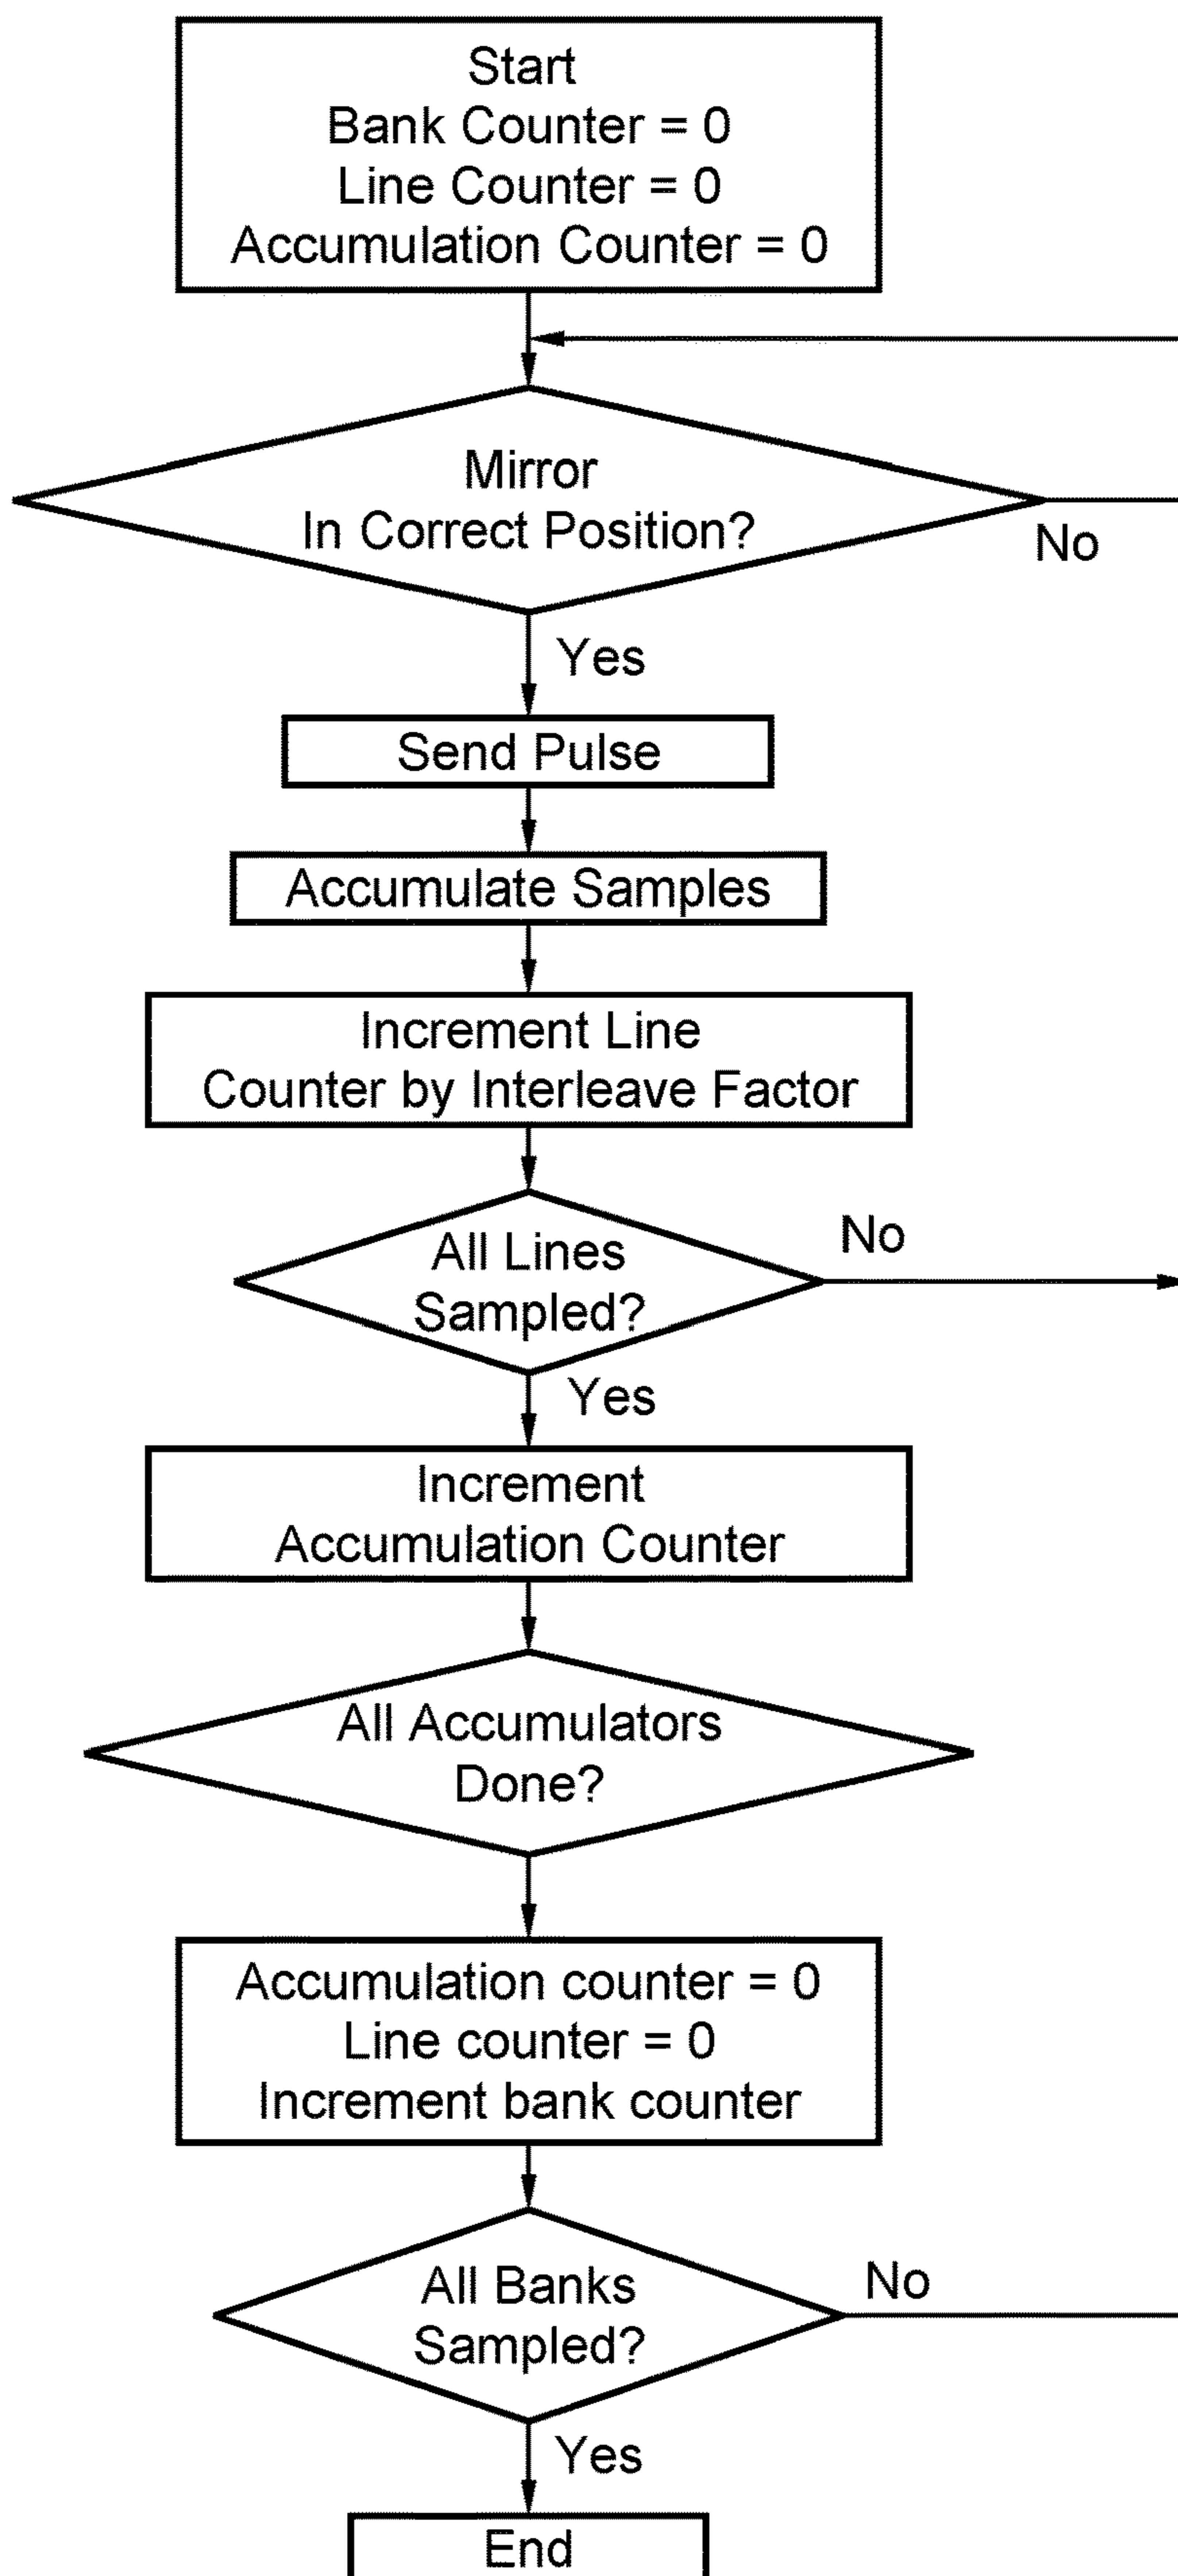 Start
Bank Counter = 0
Line Counter = 0
Accumulation Counter = 0
Mirror
In Correct Position?
No
Yes
Send Pulse
Accumulate Samples
Increment Line
Counter by Interleave Factor
All Lines
Sampled?
No
Yes
Increment
Accumulation Counter
All Accumulators
Done?
Accumulation counter = 0
Line counter = 0
Increment bank counter
All Banks
Sampled?
No
Yes
End